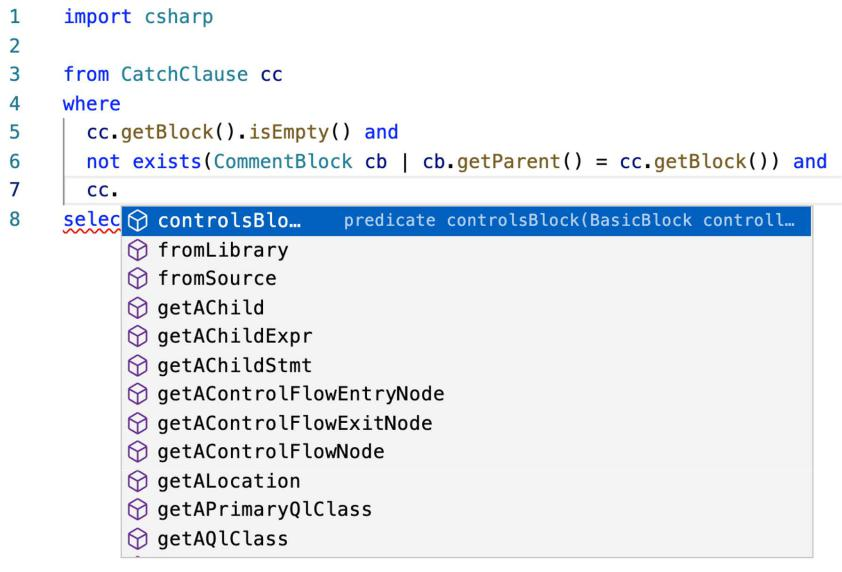 1 import csharp
2
3 from CatchClause cc
4 where
5 cc.getBlock().isEmpty() and
6 not exists(CommentBlock cb | cb.getParent() = cc.getBlock()) and
7 cc.
8 selec
controlsBlo… predicate controlsBlock(BasicBlock controll…
fromLibrary
fromSource
getAChild
getAChildExpr
getAChildStmt
getAControlFlowEntryNode
getAControlFlowExitNode
getAControlFlowNode
getALocation
getAPrimaryQlClass
getAQlClass